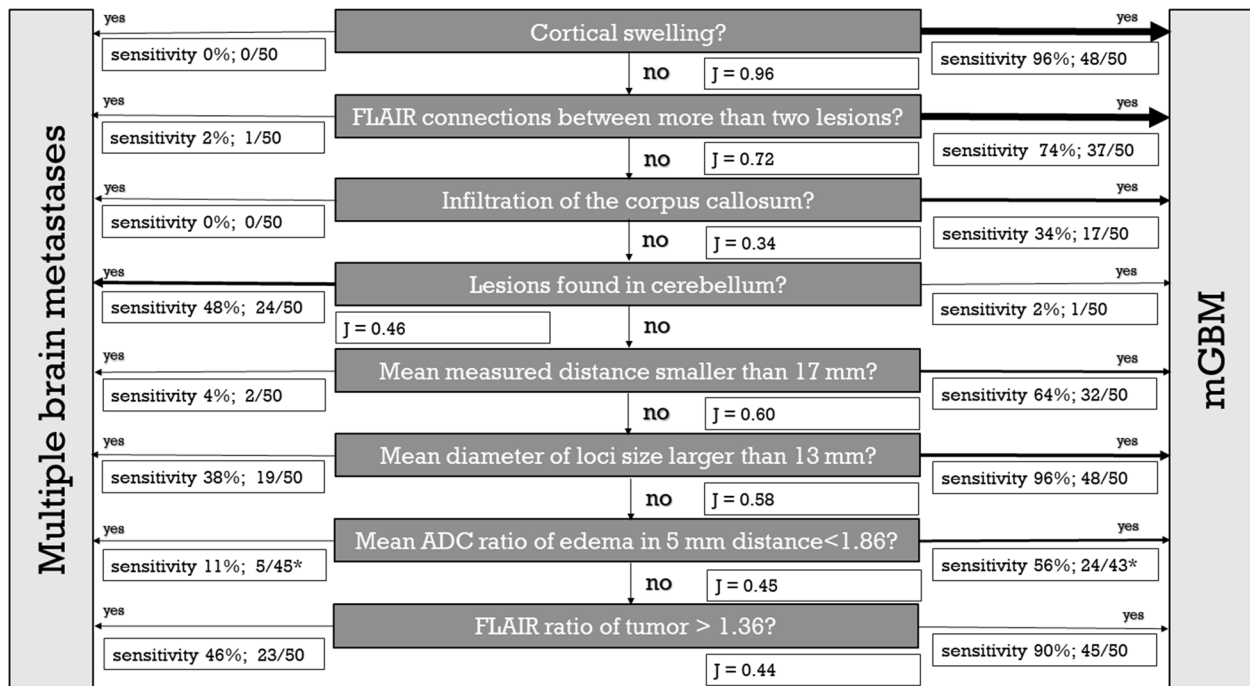 Multiple brain metastases
yes
Cortical swelling?
yes
sensitivity 0%; 0/50
no
J = 0.96
sensitivity 96%; 48/50
yes
FLAIR connections between more than two lesions?
yes
sensitivity 2%; 1/50
no
J = 0.72
sensitivity 74%; 37/50
yes
Infiltration of the corpus callosum?
yes
sensitivity 0%; 0/50
no
J = 0.34
sensitivity 34%; 17/50
yes
Lesions found in cerebellum?
yes
sensitivity 48%; 24/50
J = 0.46
no
sensitivity 2%; 1/50
yes
Mean measured distance smaller than 17 mm?
yes
sensitivity 4%; 2/50
no
J = 0.60
sensitivity 64%; 32/50
yes
Mean diameter of loci size larger than 13 mm?
yes
sensitivity 38%; 19/50
no
J = 0.58
sensitivity 96%; 48/50
yes
Mean ADC ratio of edema in 5 mm distance<1.86?
yes
sensitivity 11%; 5/45*
no
J = 0.45
sensitivity 56%; 24/43*
yes
FLAIR ratio of tumor > 1.36?
yes
sensitivity 46%; 23/50
J = 0.44
sensitivity 90%; 45/50
mGBM